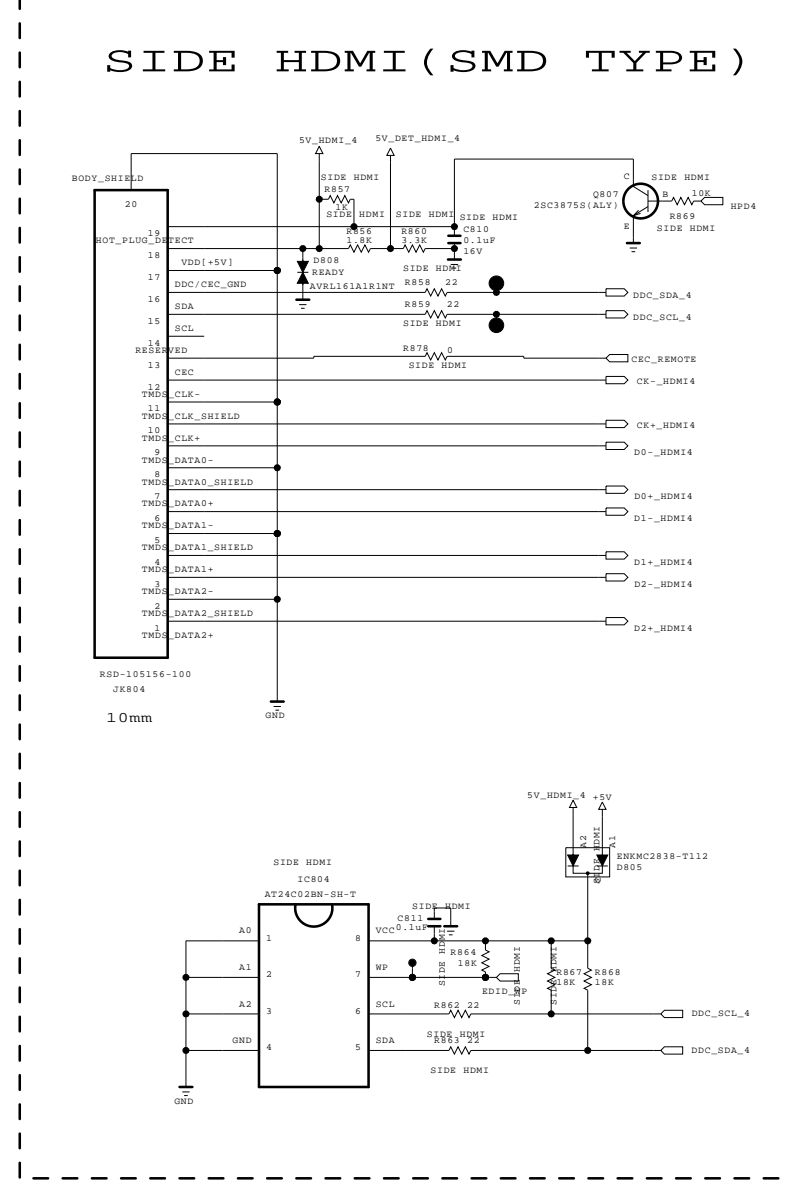 SIDE HDMI(SMD TYPE)
5V_HDMI_4
5V_DET_HDMI_4
BODY_SHIELD
20
SIDE HDMI
R857
1K
SIDE HDMI
SIDE HDMI
SIDE HDMI
C810
0.1uF
16V
SIDE HDMI
C
Q807
2SC3875S(ALY)
B
E
10K
R869
SIDE HDMI
HPD4
19
HOT_PLUG_DETECT
R856
1.8K
R860
3.3K
18
VDD[+5V]
D808
READY
AVRL161A1R1NT
SIDE HDMI
17
DDC/CEC_GND
R858 22
DDC_SDA_4
16
SDA
R859 22
SIDE HDMI
DDC_SCL_4
15
SCL
14
RESERVED
R878 0
SIDE HDMI
CEC_REMOTE
13
CEC
CK-_HDMI4
12
TMDS_CLK-
11
TMDS_CLK_SHIELD
CK+_HDMI4
10
TMDS_CLK+
D0-_HDMI4
9
TMDS_DATA0-
8
TMDS_DATA0_SHIELD
D0+_HDMI4
7
TMDS_DATA0+
D1-_HDMI4
6
TMDS_DATA1-
5
TMDS_DATA1_SHIELD
D1+_HDMI4
4
TMDS_DATA1+
D2-_HDMI4
3
TMDS_DATA2-
2
TMDS_DATA2_SHIELD
D2+_HDMI4
1
TMDS_DATA2+
RSD-105156-100
JK804
10mm
GND
5V_HDMI_4
+5V
A2
A1
SIDE HDMI
ENKMC2838-T112
D805
C
SIDE HDMI
IC804
AT24C02BN-SH-T
SIDE HDMI
C811
0.1uF
A0
1
8
VCC
SIDE HDMI
R864
18K
SIDE HDMI
SIDE HDMI
R867
18K
R868
18K
A1
2
7
WP
EDID_WP
A2
3
6
SCL
R862 22
SIDE HDMI
DDC_SCL_4
GND
4
5
SDA
R863 22
SIDE HDMI
DDC_SDA_4
GND